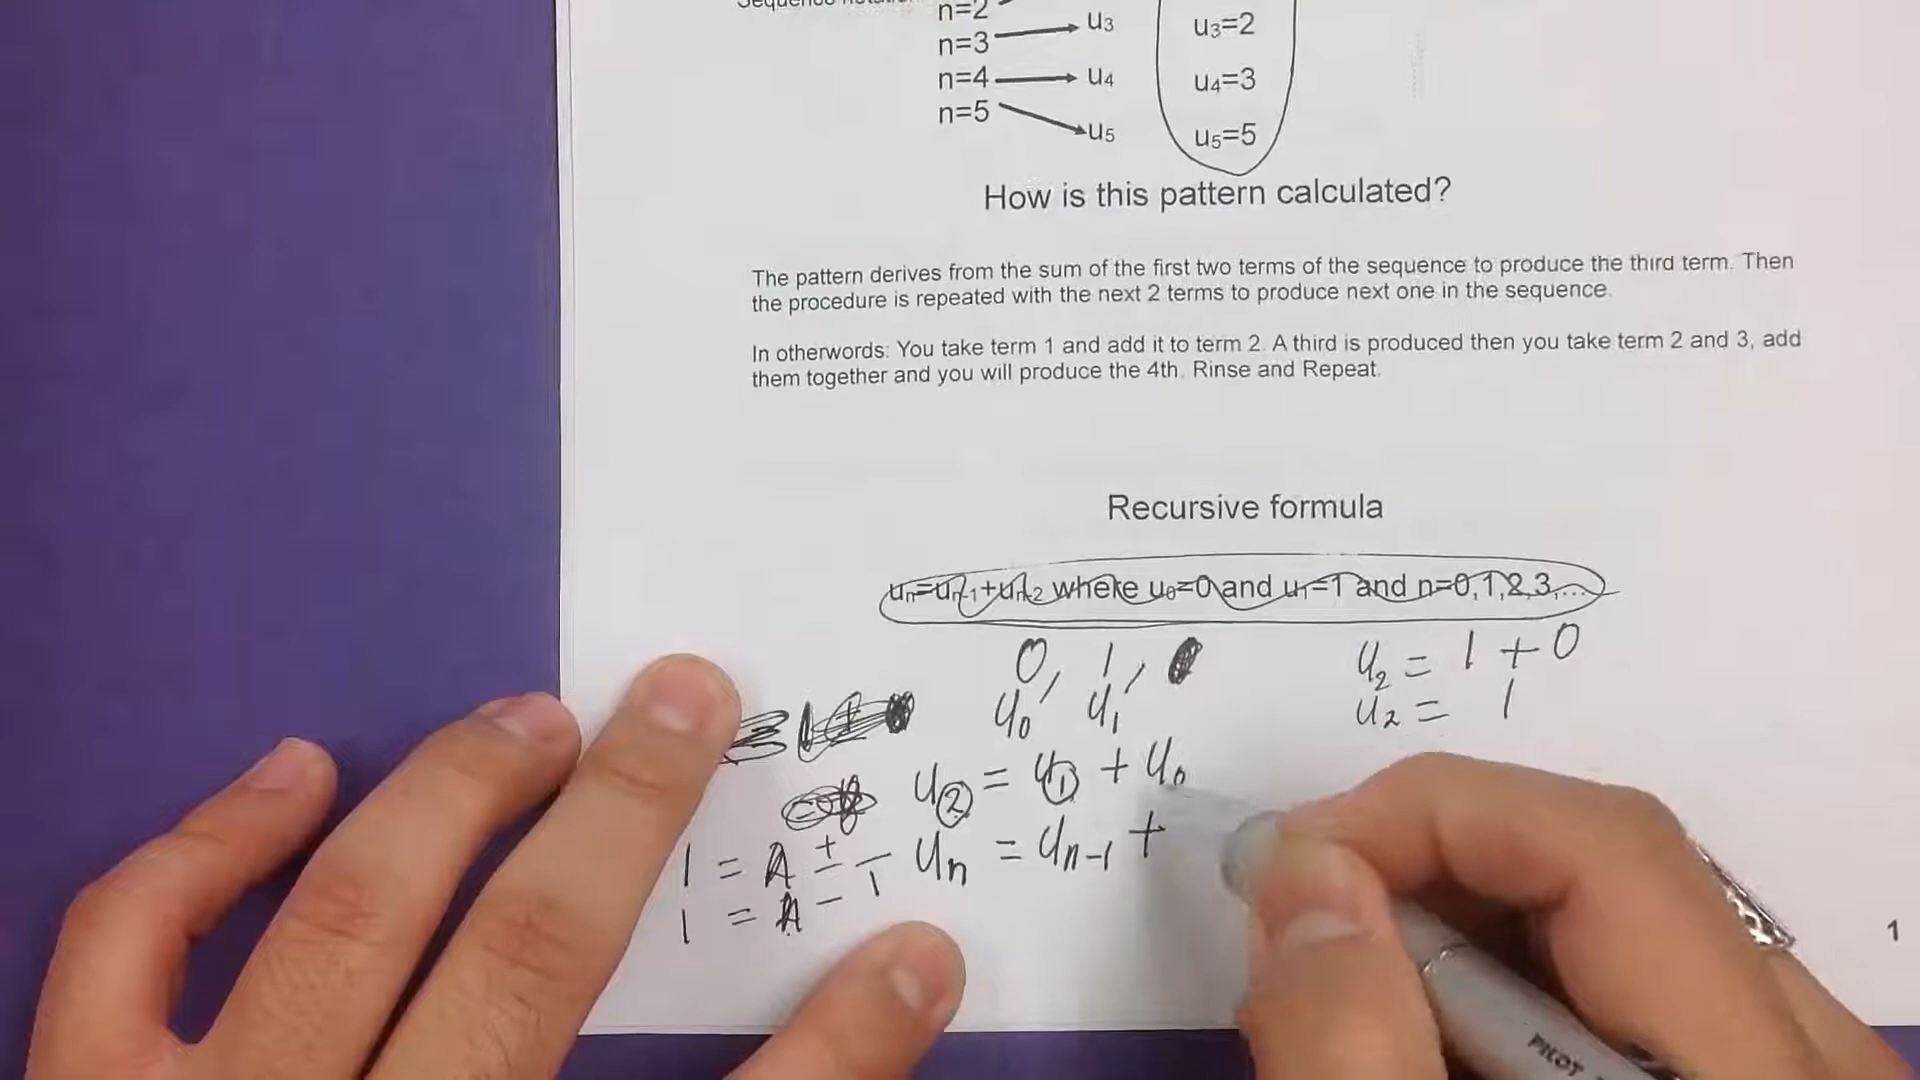 Sequence Notation
n=2
n=3 u3 u3=2
n=4 u4 u4=3
n=5 u5 u5=5
How is this pattern calculated?
The pattern derives from the sum of the first two terms of the sequence to produce the third term. Then
the procedure is repeated with the next 2 terms to produce next one in the sequence.
In otherwords: You take term 1 and add it to term 2. A third is produced then you take term 2 and 3, add
them together and you will produce the 4th. Rinse and Repeat.
Recursive formula
un=un-1+un-2 where u0=0 and u1=1 and n=0,1,2,3,...
0, 1,
u0 u1
u2 = 1 + 0
u2 = 1
u2 = u1 + u0
un = un-1 +
1 = A
1 = A - 1
1
PILOT